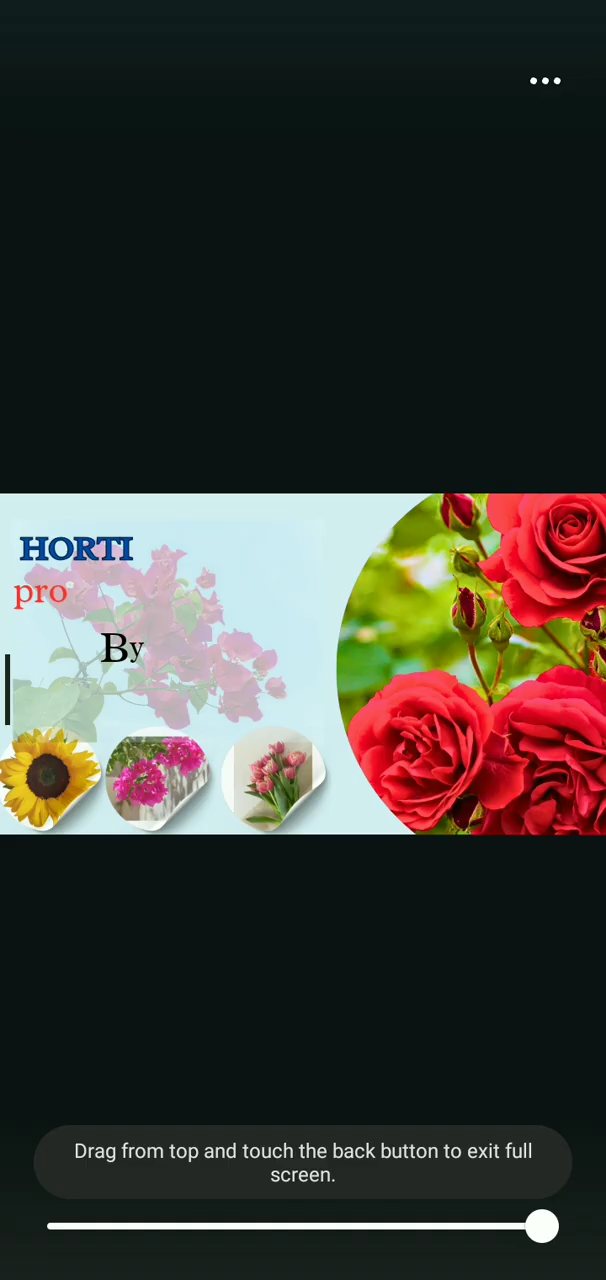 HORTI
pro
By
Drag from top and touch the back button to exit full
screen.